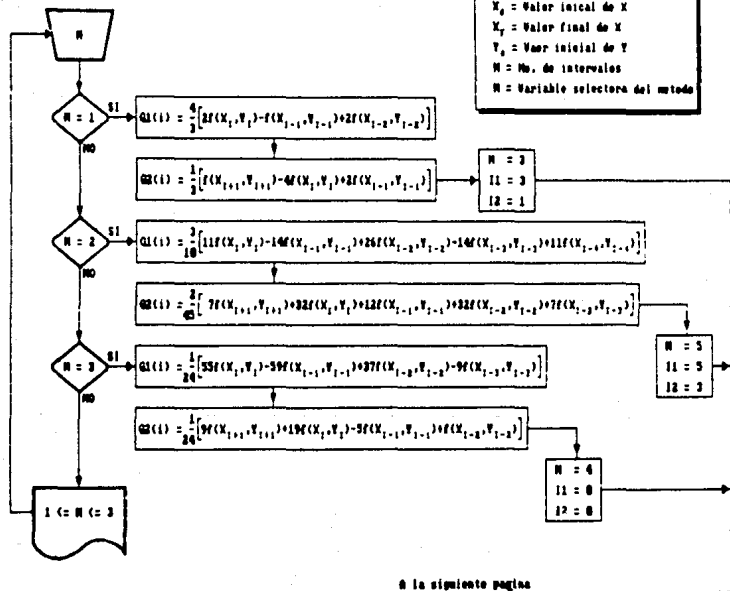 X₀ = Valor inical de X
X_F = Valor final de X
Y₀ = Vaor inicial de Y
N = No. de intervalos
M = Variable selectora del metodo
M
M = 1
SI
G1(i) = 4/3[2f(X_I,Y_I)-f(X_{I-1},Y_{I-1})+2f(X_{I-2},Y_{I-2})]
NO
G2(i) = 1/3[f(X_{I+1},Y_{I+1})-4f(X_I,Y_I)+3f(X_{I-1},Y_{I-1})]
N = 3
I1 = 3
I2 = 1
M = 2
SI
G1(i) = 3/10[11f(X_I,Y_I)-14f(X_{I-1},Y_{I-1})+26f(X_{I-2},Y_{I-2})-14f(X_{I-3},Y_{I-3})+11f(X_{I-4},Y_{I-4})]
NO
G2(i) = 2/45[7f(X_{I+1},Y_{I+1})+32f(X_I,Y_I)+12f(X_{I-1},Y_{I-1})+32f(X_{I-2},Y_{I-2})+7f(X_{I-3},Y_{I-3})]
N = 5
I1 = 5
I2 = 3
M = 3
SI
G1(i) = 1/24[55f(X_I,Y_I)-59f(X_{I-1},Y_{I-1})+37f(X_{I-2},Y_{I-2})-9f(X_{I-3},Y_{I-3})]
NO
G2(i) = 1/24[9f(X_{I+1},Y_{I+1})+19f(X_I,Y_I)-5f(X_{I-1},Y_{I-1})+f(X_{I-2},Y_{I-2})]
N = 4
I1 = 0
I2 = 0
1 <= M <= 3
A la siguiente pagina